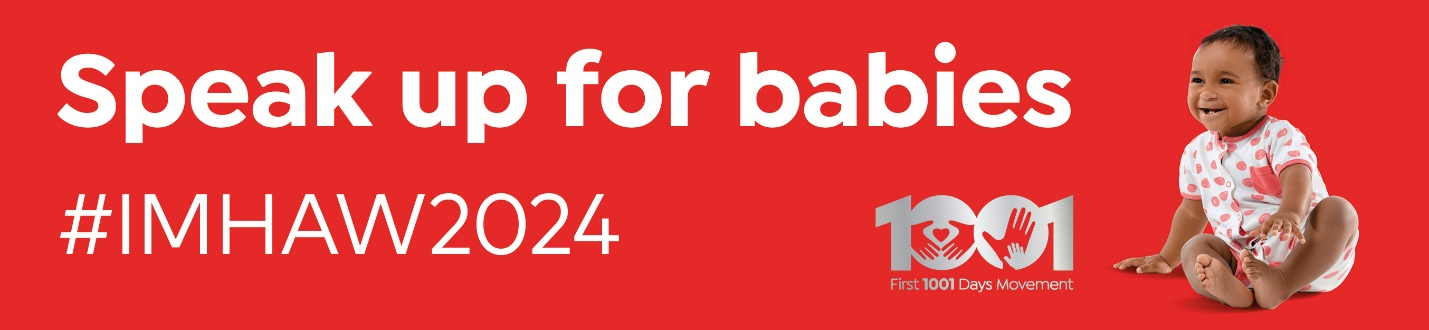 Speak up for babies
#IMHAW2024
1001
First 1001 Days Movement